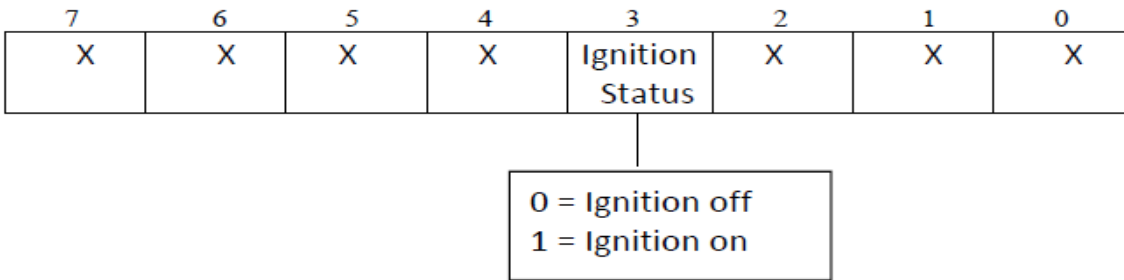 7 6 5 4 3 2 1 0
X X X X Ignition X X X
Status
0 = Ignition off
1 = Ignition on